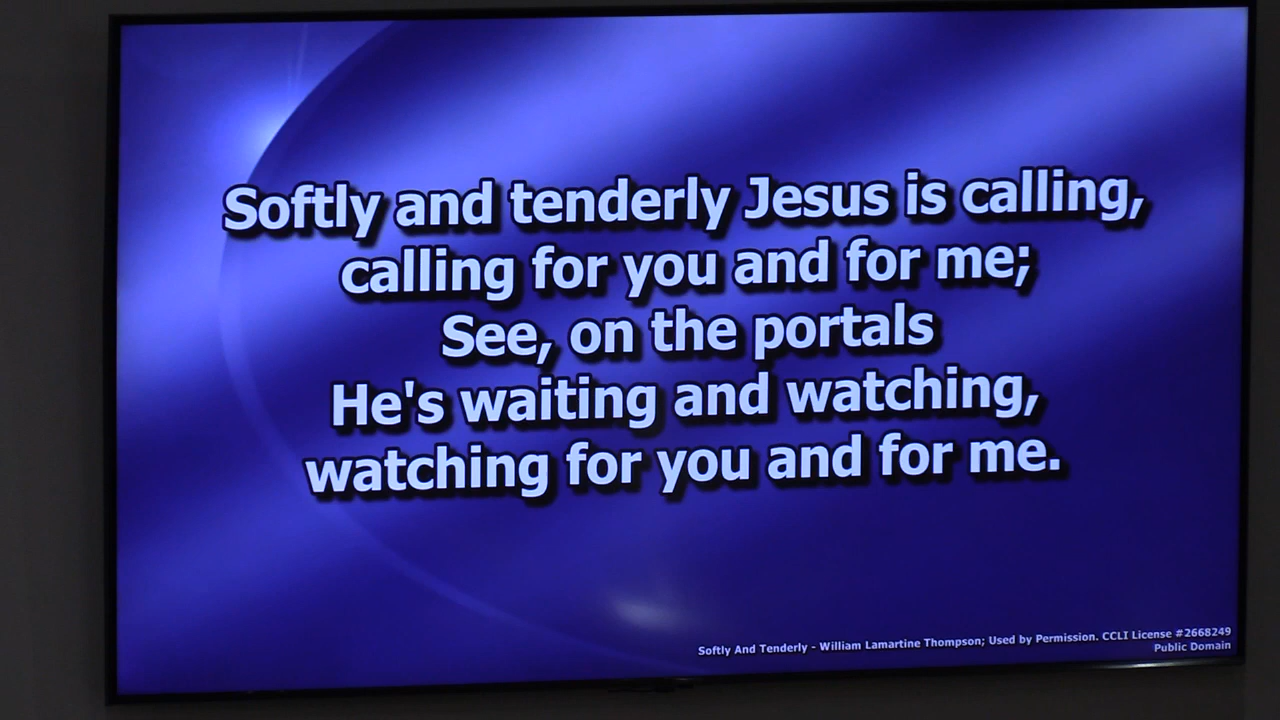 Softly and tenderly Jesus is calling,
calling for you and for me;
See, on the portals
He's waiting and watching,
watching for you and for me.
Softly And Tenderly - William Lamartine Thompson; Used by Permission. CCLI License #2668249
Public Domain